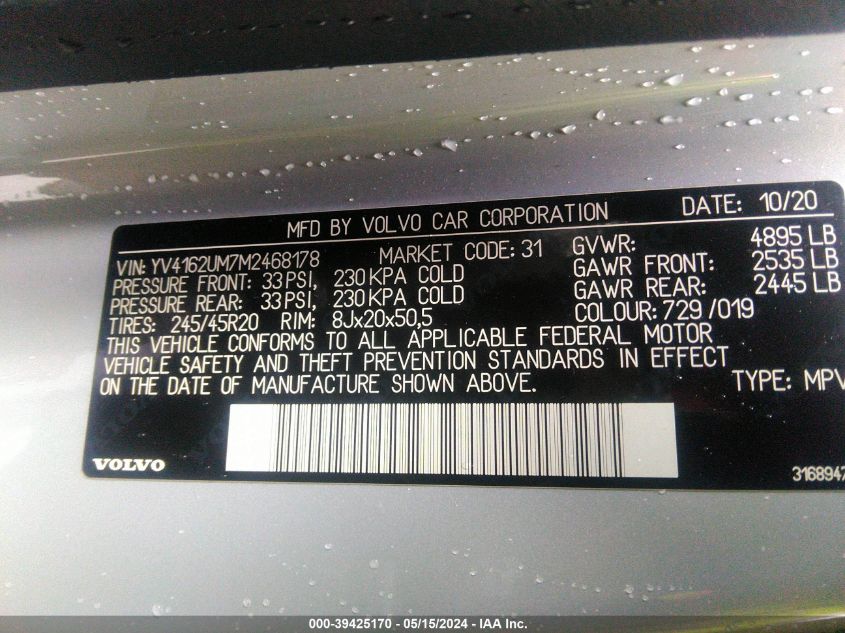 MFD BY VOLVO CAR CORPORATION DATE: 10/20
VIN: YV4162UM7M2468178 MARKET CODE: 31 GVWR: 4895 LB
PRESSURE FRONT: 33 PSI, 230 KPA COLD GAWR FRONT: 2535 LB
PRESSURE REAR: 33 PSI, 230 KPA COLD GAWR REAR: 2445 LB
TIRES: 245/45R20 RIM: 8Jx20x50,5 COLOUR: 729 /019
THIS VEHICLE CONFORMS TO ALL APPLICABLE FEDERAL MOTOR
VEHICLE SAFETY AND THEFT PREVENTION STANDARDS IN EFFECT
ON THE DATE OF MANUFACTURE SHOWN ABOVE. TYPE: MPV
VOLVO 3168947
000-39425170 - 05/15/2024 - IAA Inc.